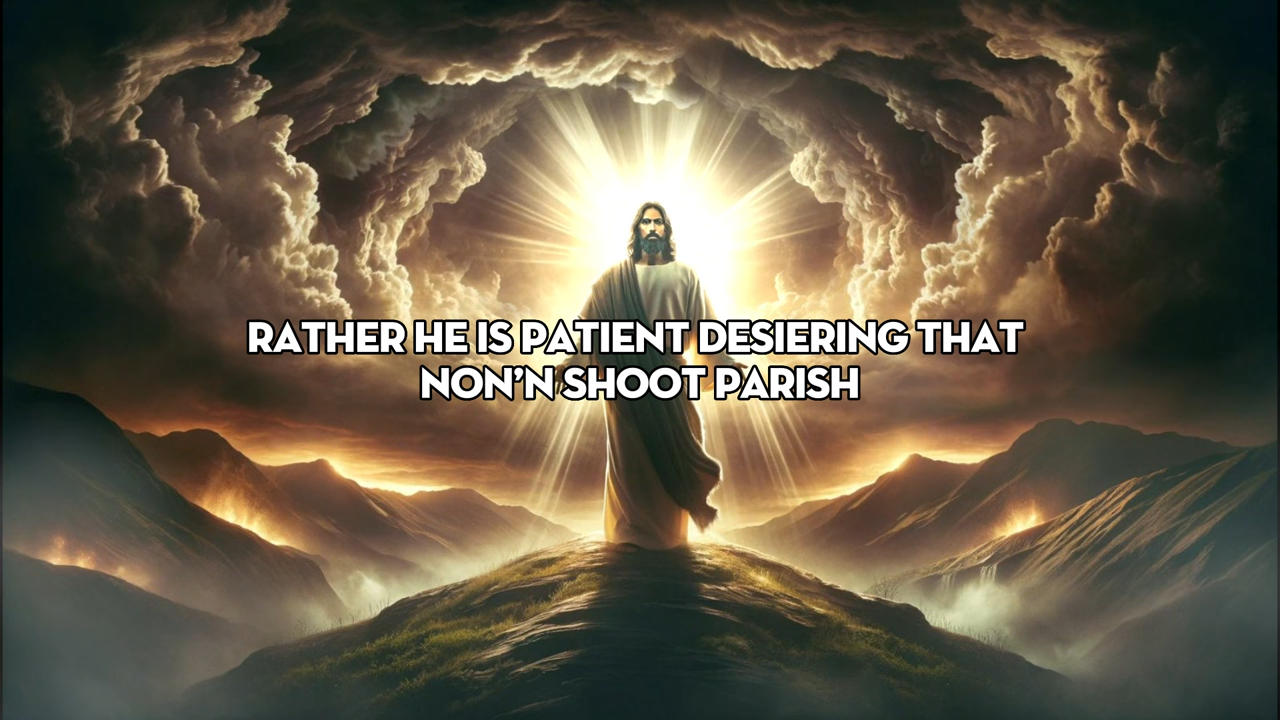 RATHER HE IS PATIENT DESIERING THAT
NON'N SHOOT PARISH